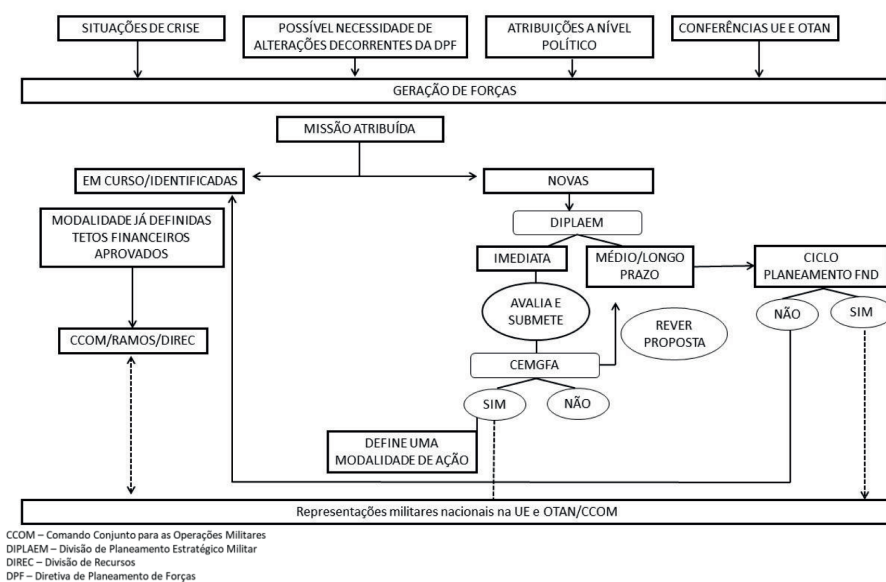 SITUAÇÕES DE CRISE
POSSÍVEL NECESSIDADE DE
ALTERAÇÕES DECORRENTES DA DPF
ATRIBUIÇÕES A NÍVEL
POLÍTICO
CONFERÊNCIAS UE E OTAN
GERAÇÃO DE FORÇAS
MISSÃO ATRIBUÍDA
EM CURSO/IDENTIFICADAS
NOVAS
MODALIDADE JÁ DEFINIDAS
TETOS FINANCEIROS
APROVADOS
DIPLAEM
IMEDIATA
MÉDIO/LONGO
PRAZO
CICLO
PLANEAMENTO FND
AVALIA E
SUBMETE
REVER
PROPOSTA
NÃO
SIM
CCOM/RAMOS/DIREC
CEMGFA
SIM
NÃO
DEFINE UMA
MODALIDADE DE AÇÃO
Representações militares nacionais na UE e OTAN/CCOM
CCOM – Comando Conjunto para as Operações Militares
DIPLAEM – Divisão de Planeamento Estratégico Militar
DIREC – Divisão de Recursos
DPF – Diretiva de Planeamento de Forças